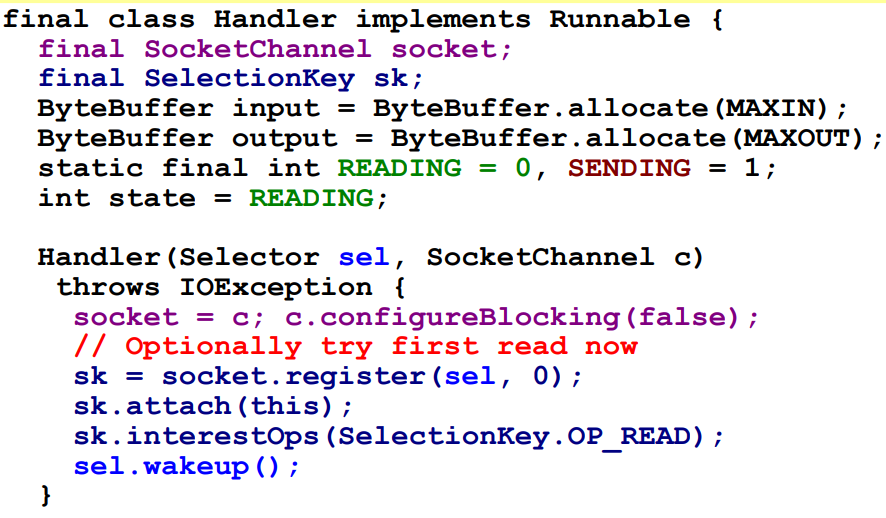 final class Handler implements Runnable {
final SocketChannel socket;
final SelectionKey sk;
ByteBuffer input = ByteBuffer.allocate(MAXIN);
ByteBuffer output = ByteBuffer.allocate(MAXOUT);
static final int READING = 0, SENDING = 1;
int state = READING;
Handler(Selector sel, SocketChannel c)
throws IOException {
socket = c; c.configureBlocking(false);
// Optionally try first read now
sk = socket.register(sel, 0);
sk.attach(this);
sk.interestOps(SelectionKey.OP_READ);
sel.wakeup();
}